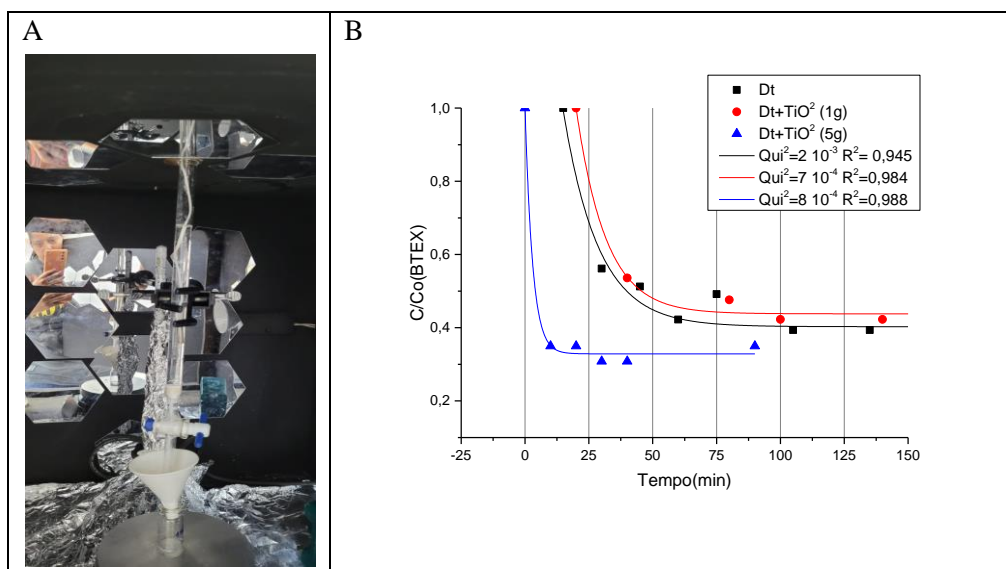 A
B
Dt
Dt+TiO² (1g)
Dt+TiO² (5g)
Qui²=2 10⁻³ R²= 0,945
Qui²=7 10⁻⁴ R²=0,984
Qui²=8 10⁻⁴ R²=0,988
1,0
0,8
0,6
0,4
0,2
C/Co(BTEX)
-25 0 25 50 75 100 125 150
Tempo(min)